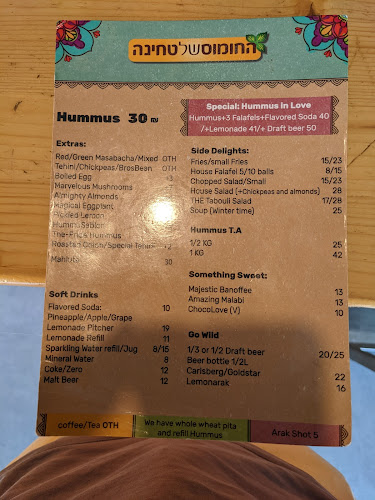 החומוס של טחינה
Hummus 30 ₪
Special: Hummus In Love
Hummus+3 Falafels+Flavored Soda 40
/+Lemonade 41/+ Draft beer 50
Extras:
Red/Green Masabacha/Mixed OTH
Tehini/Chickpeas/BrosBean OTH
Boiled Egg +3
Marvelous Mushrooms
Almighty Almonds
Magical Eggplant
Pickled Lemon
Roasted Onion/Special Tehini +2
30
Side Delights:
Fries/small Fries 15/23
House Falafel 5/10 balls 8/15
Chopped Salad/Small 15/23
House Salad (+Chickpeas and almonds) 28
THE Tabouli Salad 17/28
Soup (Winter time) 25
Hummus T.A
1/2 KG 25
1 KG 42
Something Sweet:
Majestic Banoffee 13
Amazing Malabi 13
ChocoLove (V) 10
Soft Drinks
Flavored Soda: 10
Pineapple/Apple/Grape
Lemonade Pitcher 19
Lemonade Refill 11
Sparkling Water refill/Jug 8/15
Mineral Water 8
Coke/Zero 12
Malt Beer 12
Go Wild
1/3 or 1/2 Draft beer 20/25
Beer bottle 1/2L
Carlsberg/Goldstar 22
Lemonarak 16
coffee/Tea OTH
We have whole wheat pita
and refill Hummus
Arak Shot 5